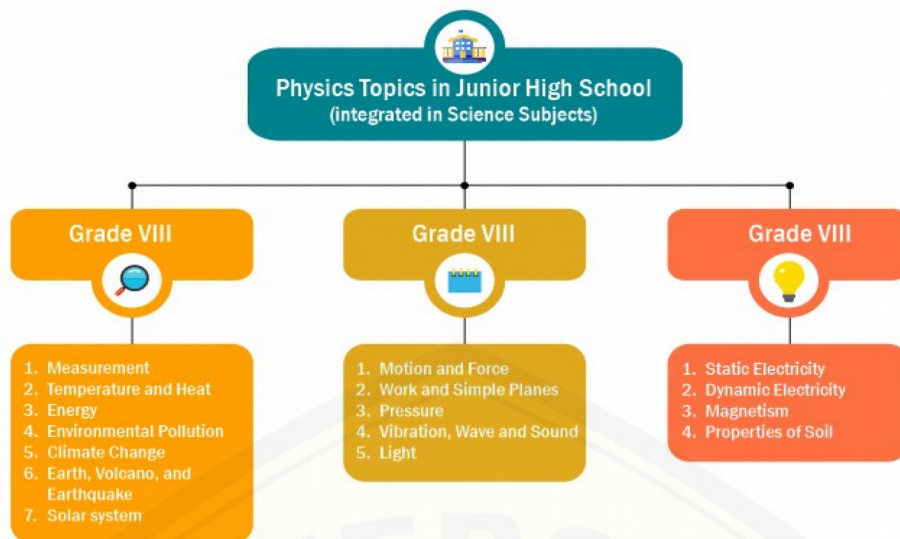 Physics Topics in Junior High School
(integrated in Science Subjects)
Grade VIII
1. Measurement
2. Temperature and Heat
3. Energy
4. Environmental Pollution
5. Climate Change
6. Earth, Volcano, and
Earthquake
7. Solar system
Grade VIII
1. Motion and Force
2. Work and Simple Planes
3. Pressure
4. Vibration, Wave and Sound
5. Light
Grade VIII
1. Static Electricity
2. Dynamic Electricity
3. Magnetism
4. Properties of Soil